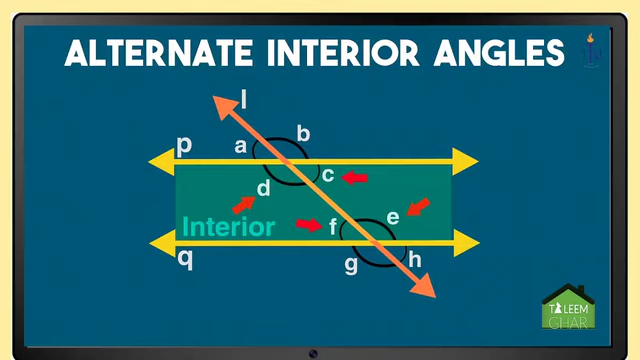 ALTERNATE INTERIOR ANGLES
l
a b
p
c
d
e
Interior f
q
g h
TALEEM
GHAR